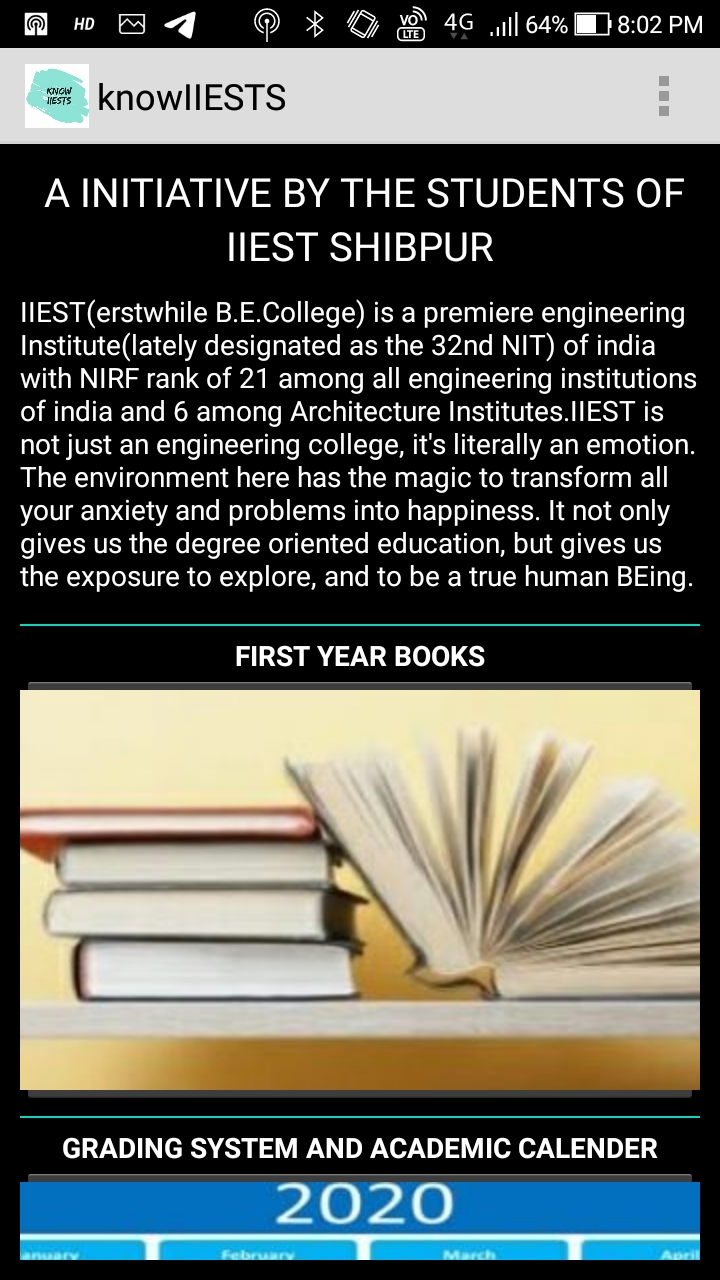 HD
VO
LTE
4G
64%
8:02 PM
KNOW
IIESTS
knowIIESTS
A INITIATIVE BY THE STUDENTS OF
IIEST SHIBPUR
IIEST(erstwhile B.E.College) is a premiere engineering
Institute(lately designated as the 32nd NIT) of india
with NIRF rank of 21 among all engineering institutions
of india and 6 among Architecture Institutes.IIEST is
not just an engineering college, it's literally an emotion.
The environment here has the magic to transform all
your anxiety and problems into happiness. It not only
gives us the degree oriented education, but gives us
the exposure to explore, and to be a true human BEing.
FIRST YEAR BOOKS
GRADING SYSTEM AND ACADEMIC CALENDER
2020
anuary February March April